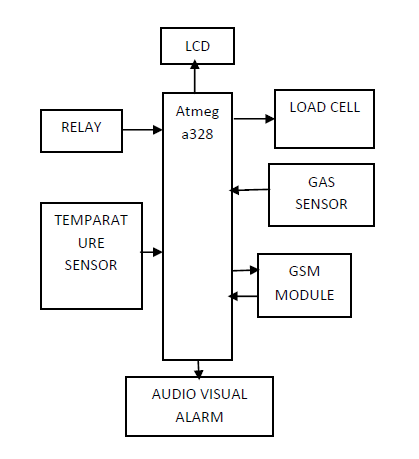 LCD
Atmeg
a328
LOAD CELL
RELAY
GAS
SENSOR
TEMPARAT
URE
SENSOR
GSM
MODULE
AUDIO VISUAL
ALARM